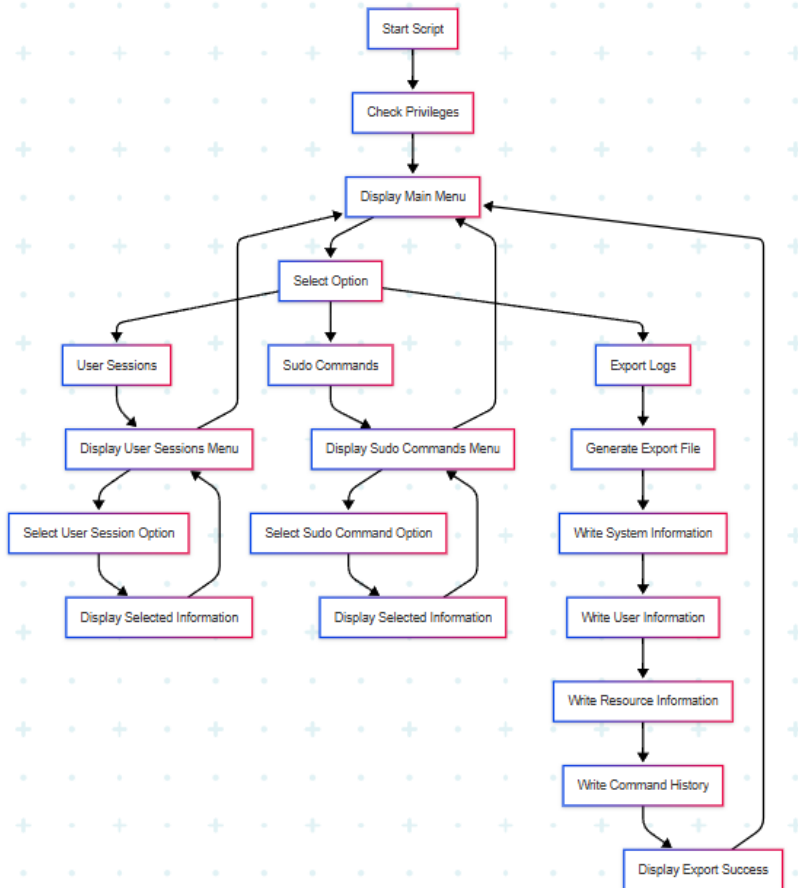 Start Script
Check Privileges
Display Main Menu
Select Option
User Sessions
Sudo Commands
Export Logs
Display User Sessions Menu
Display Sudo Commands Menu
Generate Export File
Select User Session Option
Select Sudo Command Option
Write System Information
Display Selected Information
Display Selected Information
Write User Information
Write Resource Information
Write Command History
Display Export Success